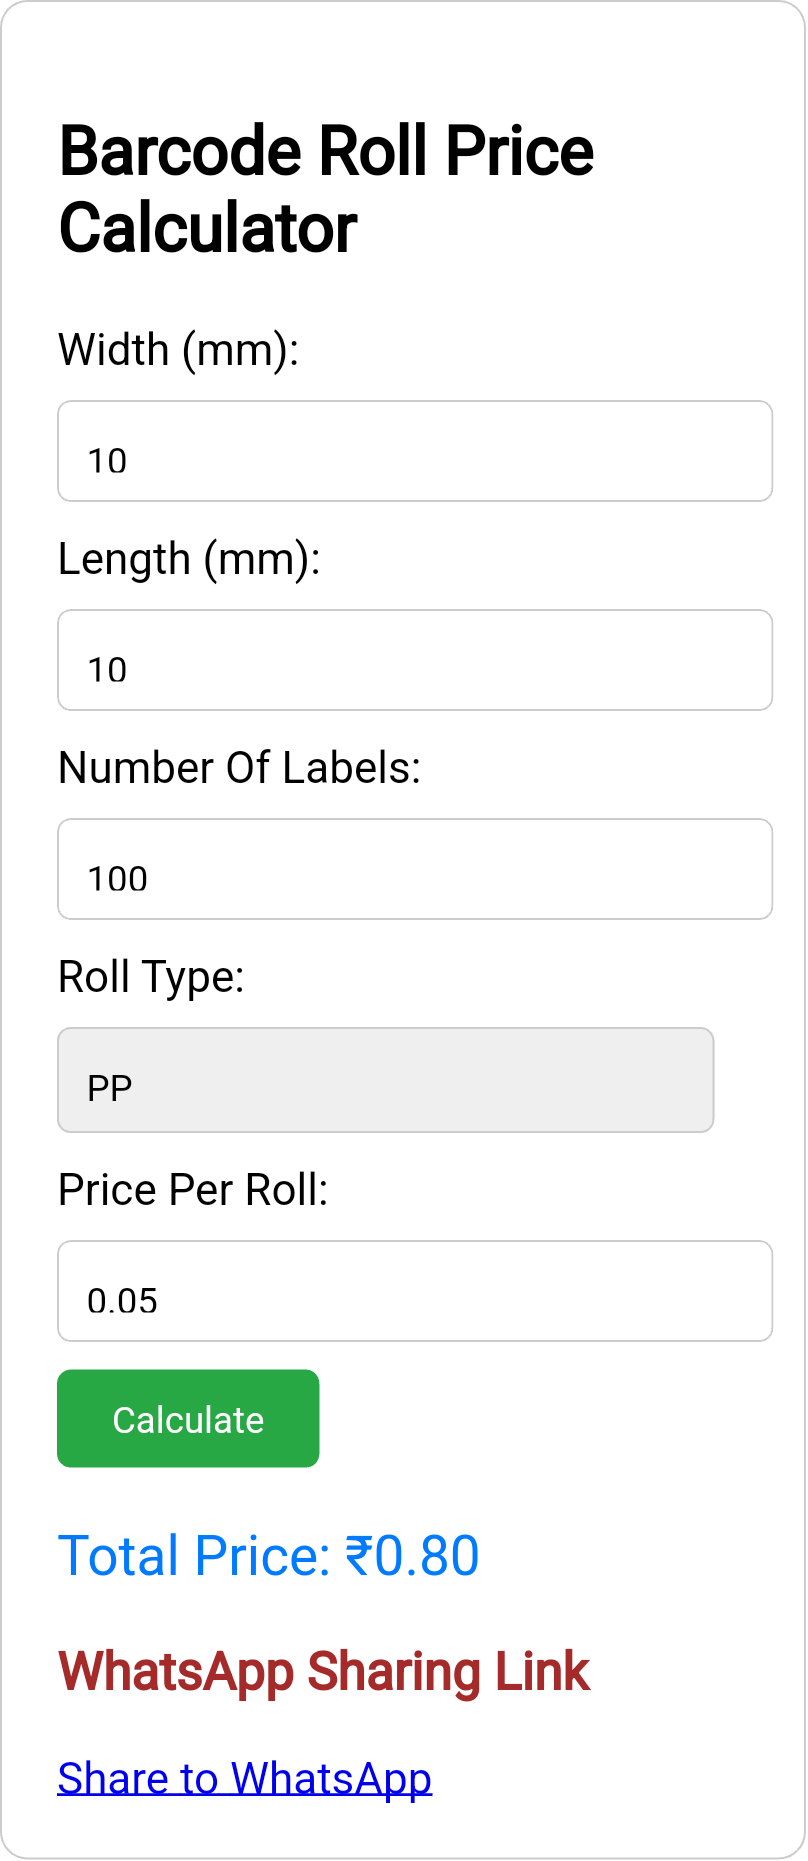 Barcode Roll Price
Calculator
Width (mm):
10
Length (mm):
10
Number Of Labels:
100
Roll Type:
PP
Price Per Roll:
0.05
Calculate
Total Price: ₹0.80
WhatsApp Sharing Link
Share to WhatsApp